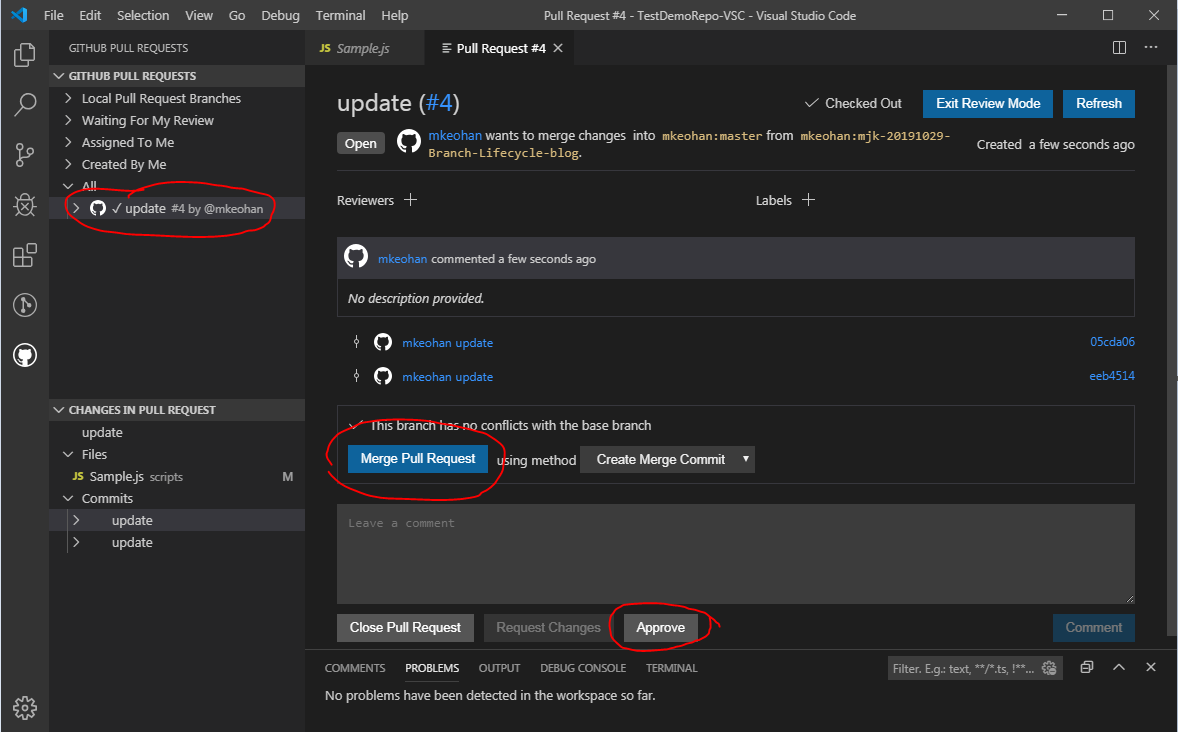 File Edit Selection View Go Debug Terminal Help Pull Request #4 - TestDemoRepo-VSC - Visual Studio Code
GITHUB PULL REQUESTS
GITHUB PULL REQUESTS
Local Pull Request Branches
Waiting For My Review
Assigned To Me
Created By Me
All
✓ update #4 by @mkeohan
CHANGES IN PULL REQUEST
update
Files
JS Sample.js scripts M
Commits
update
update
JS Sample.js Pull Request #4
update (#4)
✓ Checked Out Exit Review Mode Refresh
Open mkeohan wants to merge changes into mkeohan:master from mkeohan:mjk-20191029-
Branch-Lifecycle-blog.
Created a few seconds ago
Reviewers + Labels +
mkeohan commented a few seconds ago
No description provided.
mkeohan update 05cda06
mkeohan update eeb4514
✓ This branch has no conflicts with the base branch
Merge Pull Request using method Create Merge Commit
Leave a comment
Close Pull Request Request Changes Approve Comment
COMMENTS PROBLEMS OUTPUT DEBUG CONSOLE TERMINAL Filter. E.g.: text, **/*.ts, !**...
No problems have been detected in the workspace so far.